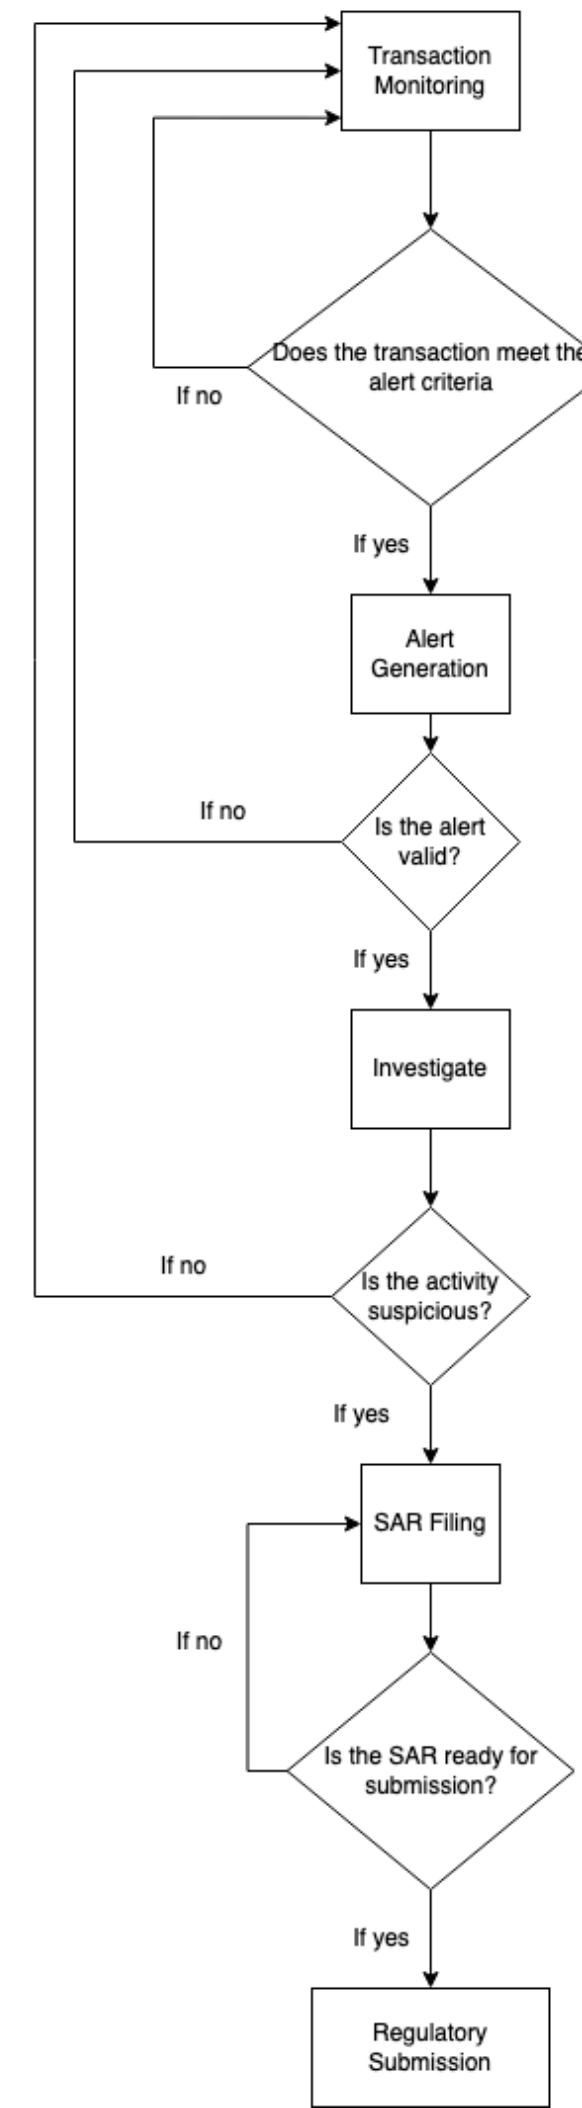 Transaction
Monitoring
Does the transaction meet the
alert criteria
If no
If yes
Alert
Generation
If no
Is the alert
valid?
If yes
Investigate
If no
Is the activity
suspicious?
If yes
SAR Filing
If no
Is the SAR ready for
submission?
If yes
Regulatory
Submission